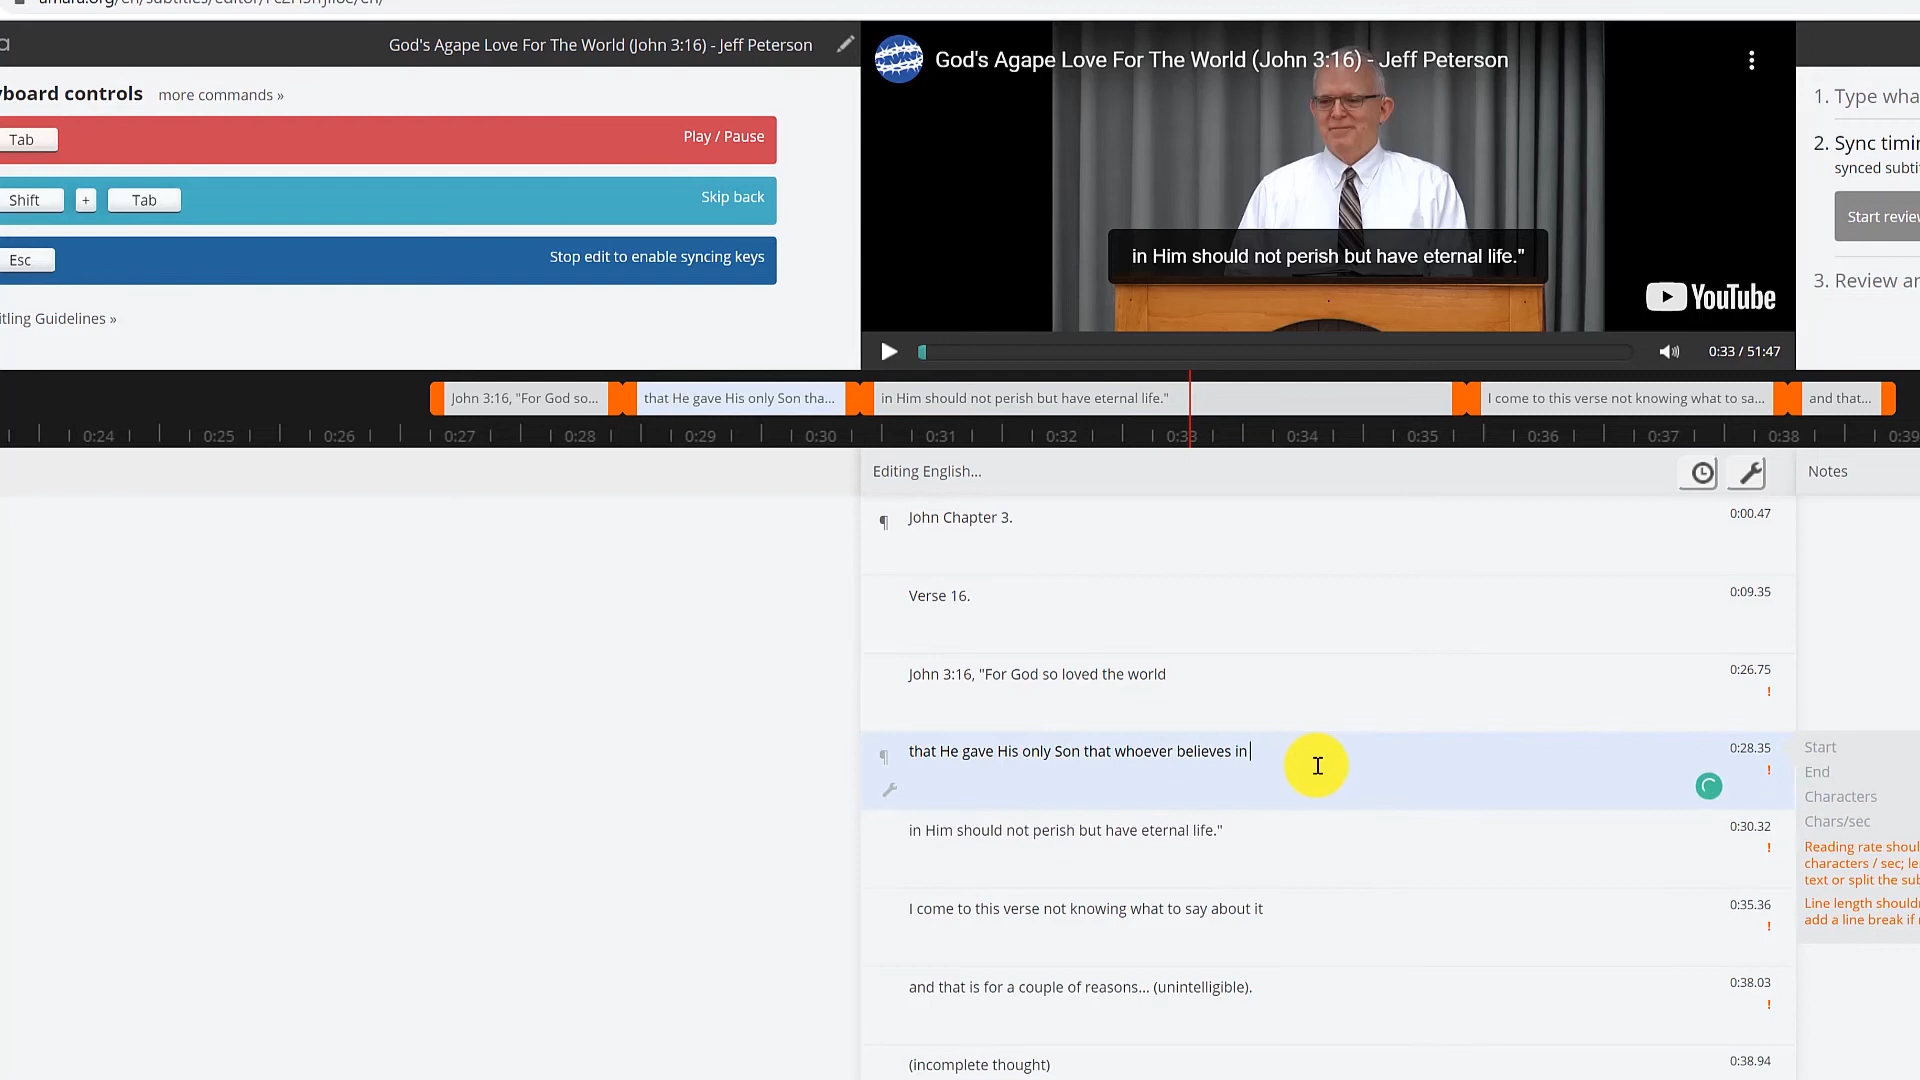 God's Agape Love For The World (John 3:16) - Jeff Peterson
yboard controls more commands »
Tab Play / Pause
Shift + Tab Skip back
Esc Stop edit to enable syncing keys
itling Guidelines »
God's Agape Love For The World (John 3:16) - Jeff Peterson
in Him should not perish but have eternal life."
YouTube
0:33 / 51:47
1. Type wha
2. Sync timin
synced subti
Start review
3. Review an
John 3:16, "For God so... that He gave His only Son tha... in Him should not perish but have eternal life." I come to this verse not knowing what to sa... and that...
0:24 0:25 0:26 0:27 0:28 0:29 0:30 0:31 0:32 0:33 0:34 0:35 0:36 0:37 0:38 0:39
Editing English...
Notes
¶ John Chapter 3. 0:00.47
Verse 16. 0:09.35
John 3:16, "For God so loved the world 0:26.75
!
¶ that He gave His only Son that whoever believes in 0:28.35
!
in Him should not perish but have eternal life." 0:30.32
!
I come to this verse not knowing what to say about it 0:35.36
!
and that is for a couple of reasons... (unintelligible). 0:38.03
!
(incomplete thought) 0:38.94
Start
End
Characters
Chars/sec
Reading rate shoul
characters / sec; le
text or split the sub
Line length shouldn
add a line break if